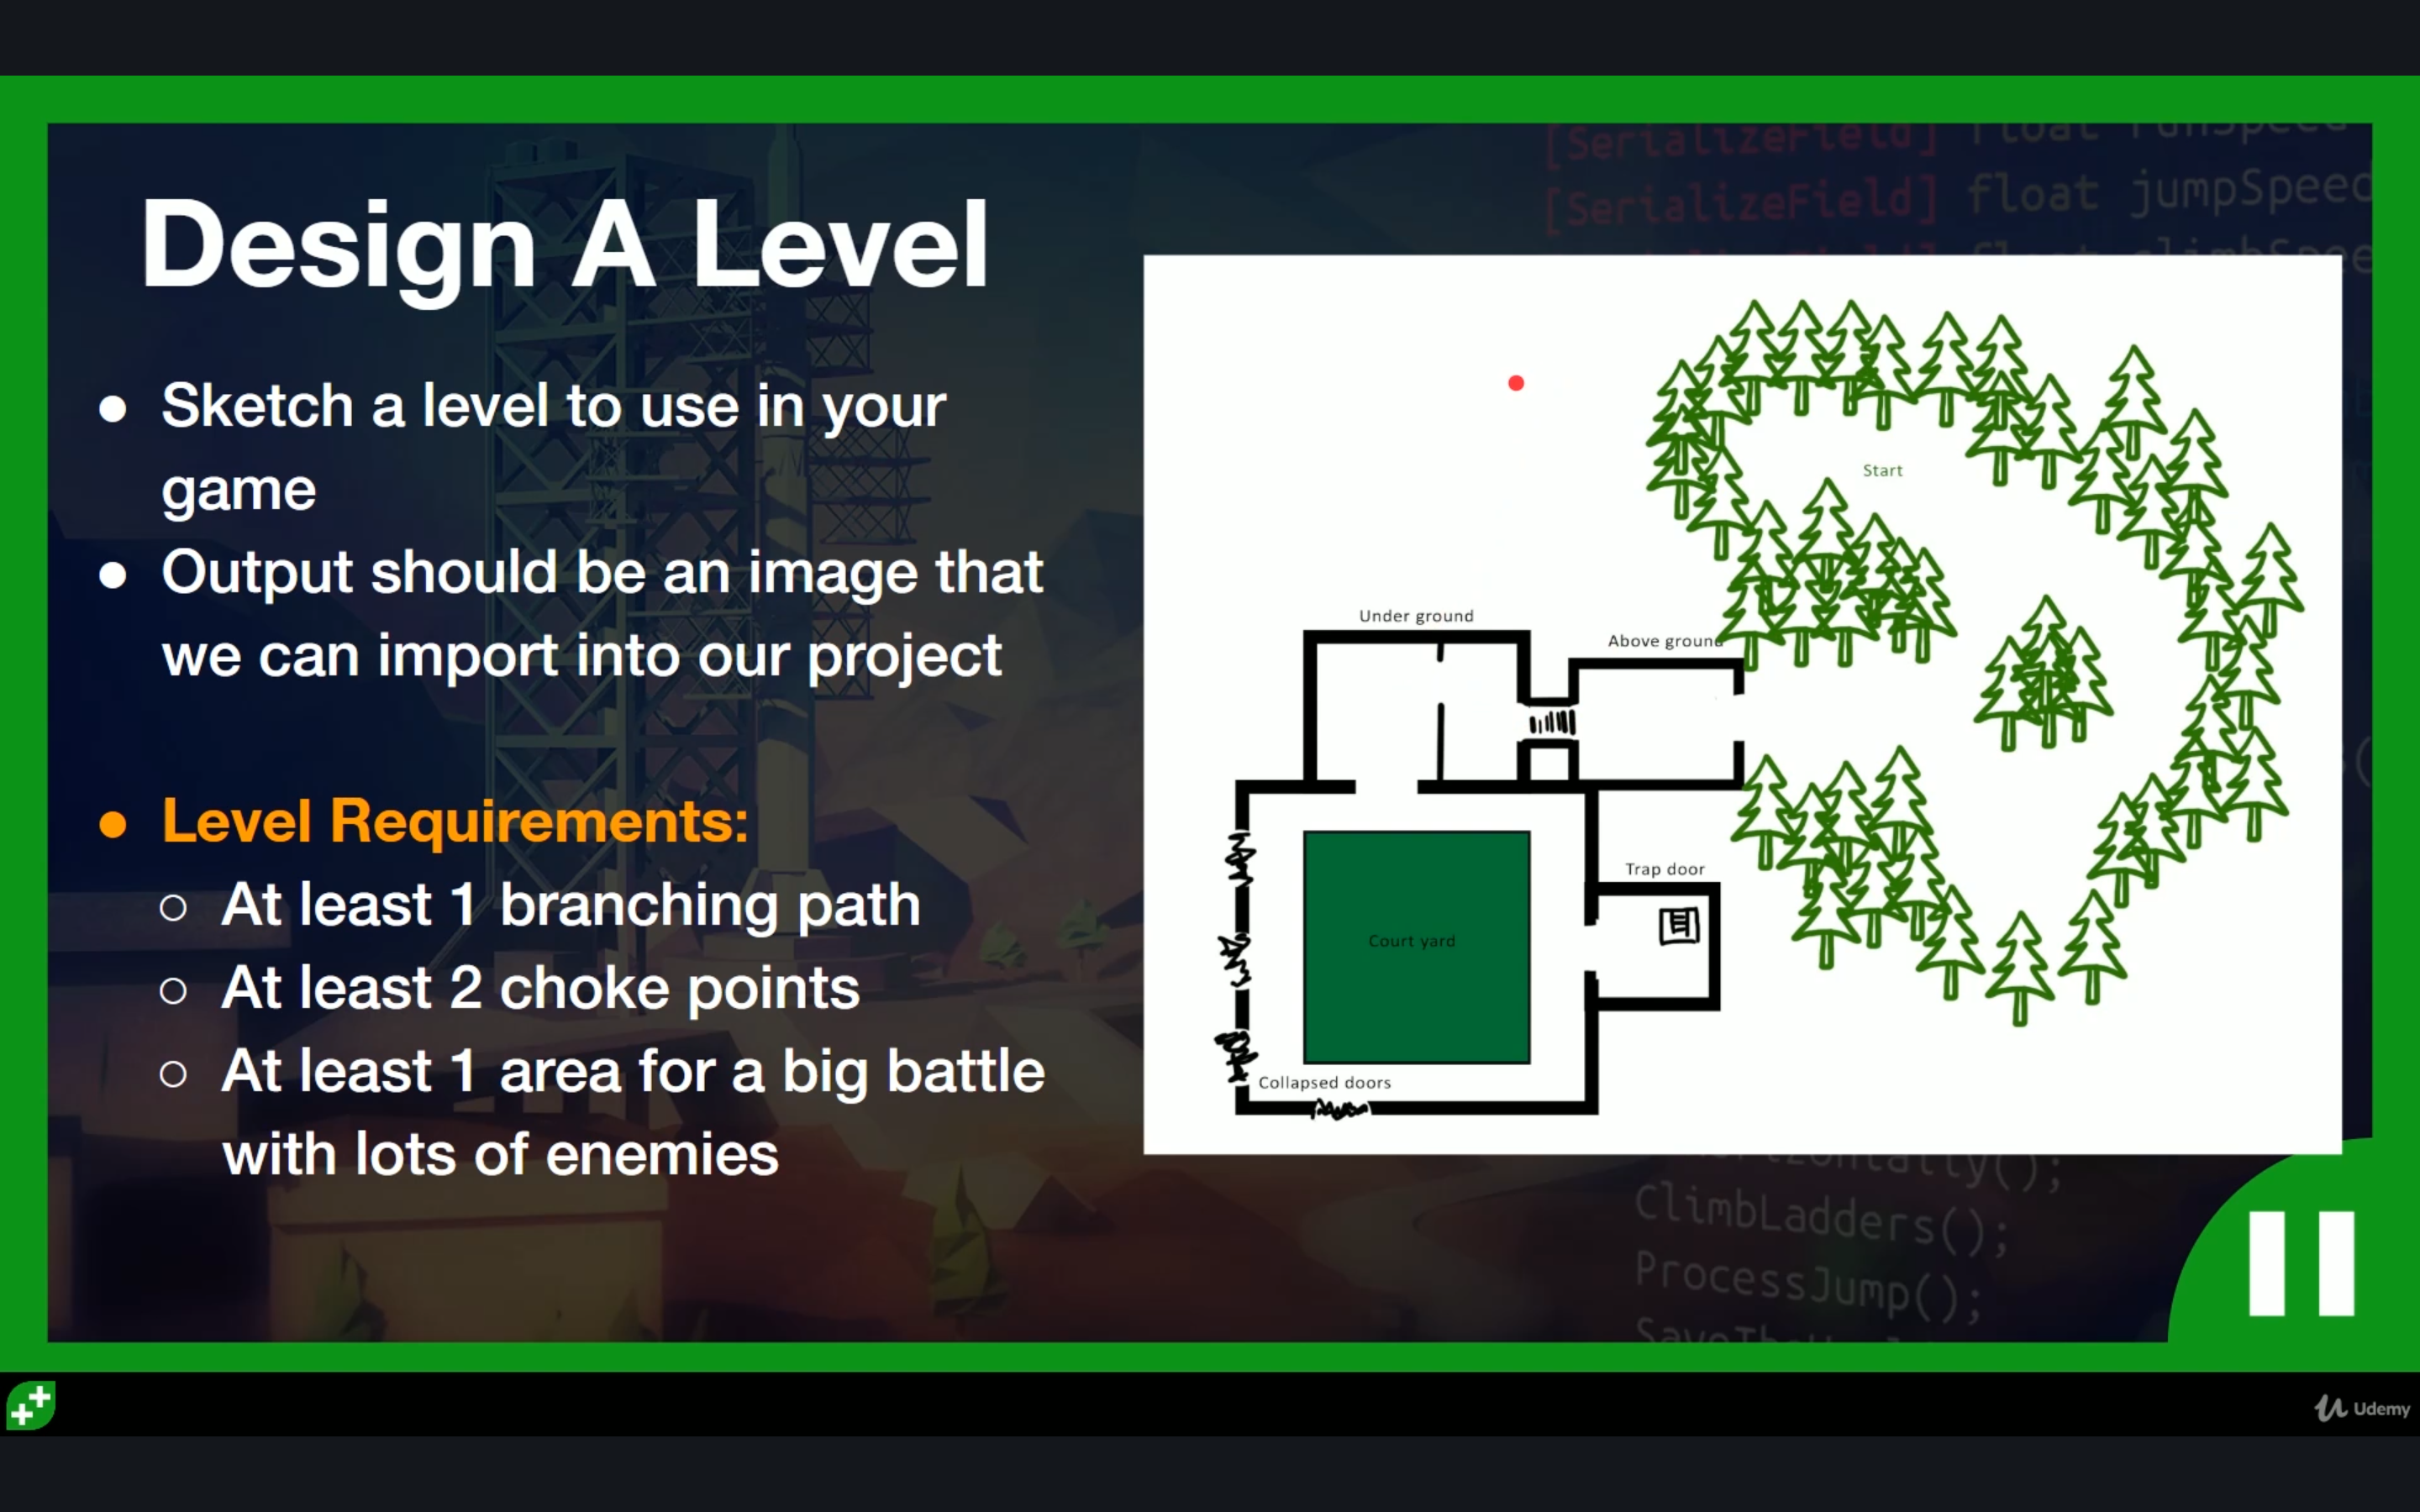 [SerializeField] float runSpeed
[SerializeField] float jumpSpeed
Design A Level
Sketch a level to use in your
game
Output should be an image that
we can import into our project
Level Requirements:
At least 1 branching path
At least 2 choke points
At least 1 area for a big battle
with lots of enemies
Start
Under ground
Above ground
Trap door
Court yard
Collapsed doors
ClimbLadders();
ProcessJump();
Udemy